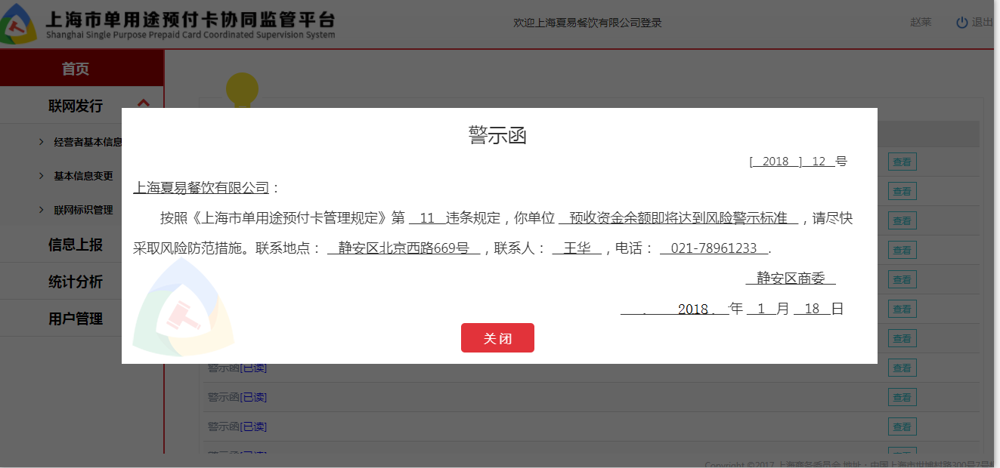 上海市单用途预付卡协同监管平台
Shanghai Single Purpose Prepaid Card Coordinated Supervision System
欢迎上海夏易餐饮有限公司登录
赵莱
退出
首页
联网发行
经营者基本信息
基本信息变更
联网标识管理
信息上报
统计分析
用户管理
警示函
[ 2018 ] 12 号
上海夏易餐饮有限公司：
按照《上海市单用途预付卡管理规定》第 11 违条规定，你单位 预收资金余额即将达到风险警示标准 ，请尽快
采取风险防范措施。联系地点： 静安区北京西路669号 ，联系人： 王华 ，电话： 021-78961233 .
静安区商委
2018 年 1 月 18 日
关闭
查看
查看
查看
查看
查看
查看
查看
警示函[已读] 查看
警示函[已读] 查看
警示函[已读] 查看
警示函[已读]
Copyright ©2017 上海商务委员会 地址：中国上海市世博村路300号7号